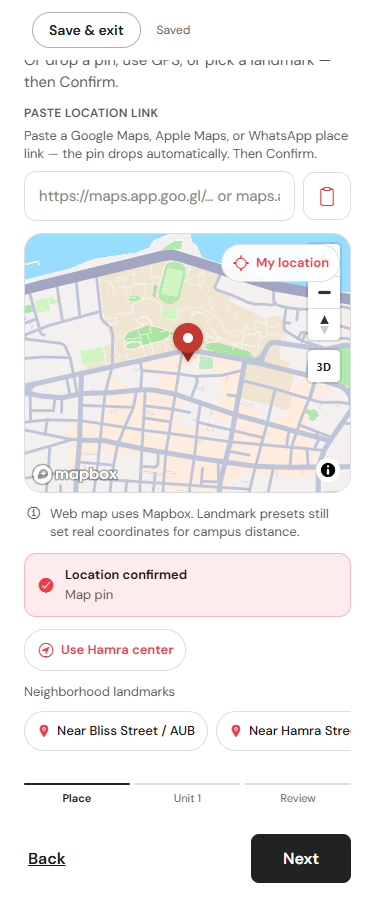 Save & exit
Saved
Or drop a pin, use GPS, or pick a landmark —
then Confirm.
PASTE LOCATION LINK
Paste a Google Maps, Apple Maps, or WhatsApp place
link — the pin drops automatically. Then Confirm.
https://maps.app.goo.gl/… or maps.a
My location
3D
mapbox
Web map uses Mapbox. Landmark presets still
set real coordinates for campus distance.
Location confirmed
Map pin
Use Hamra center
Neighborhood landmarks
Near Bliss Street / AUB
Near Hamra Stree
Place
Unit 1
Review
Back
Next